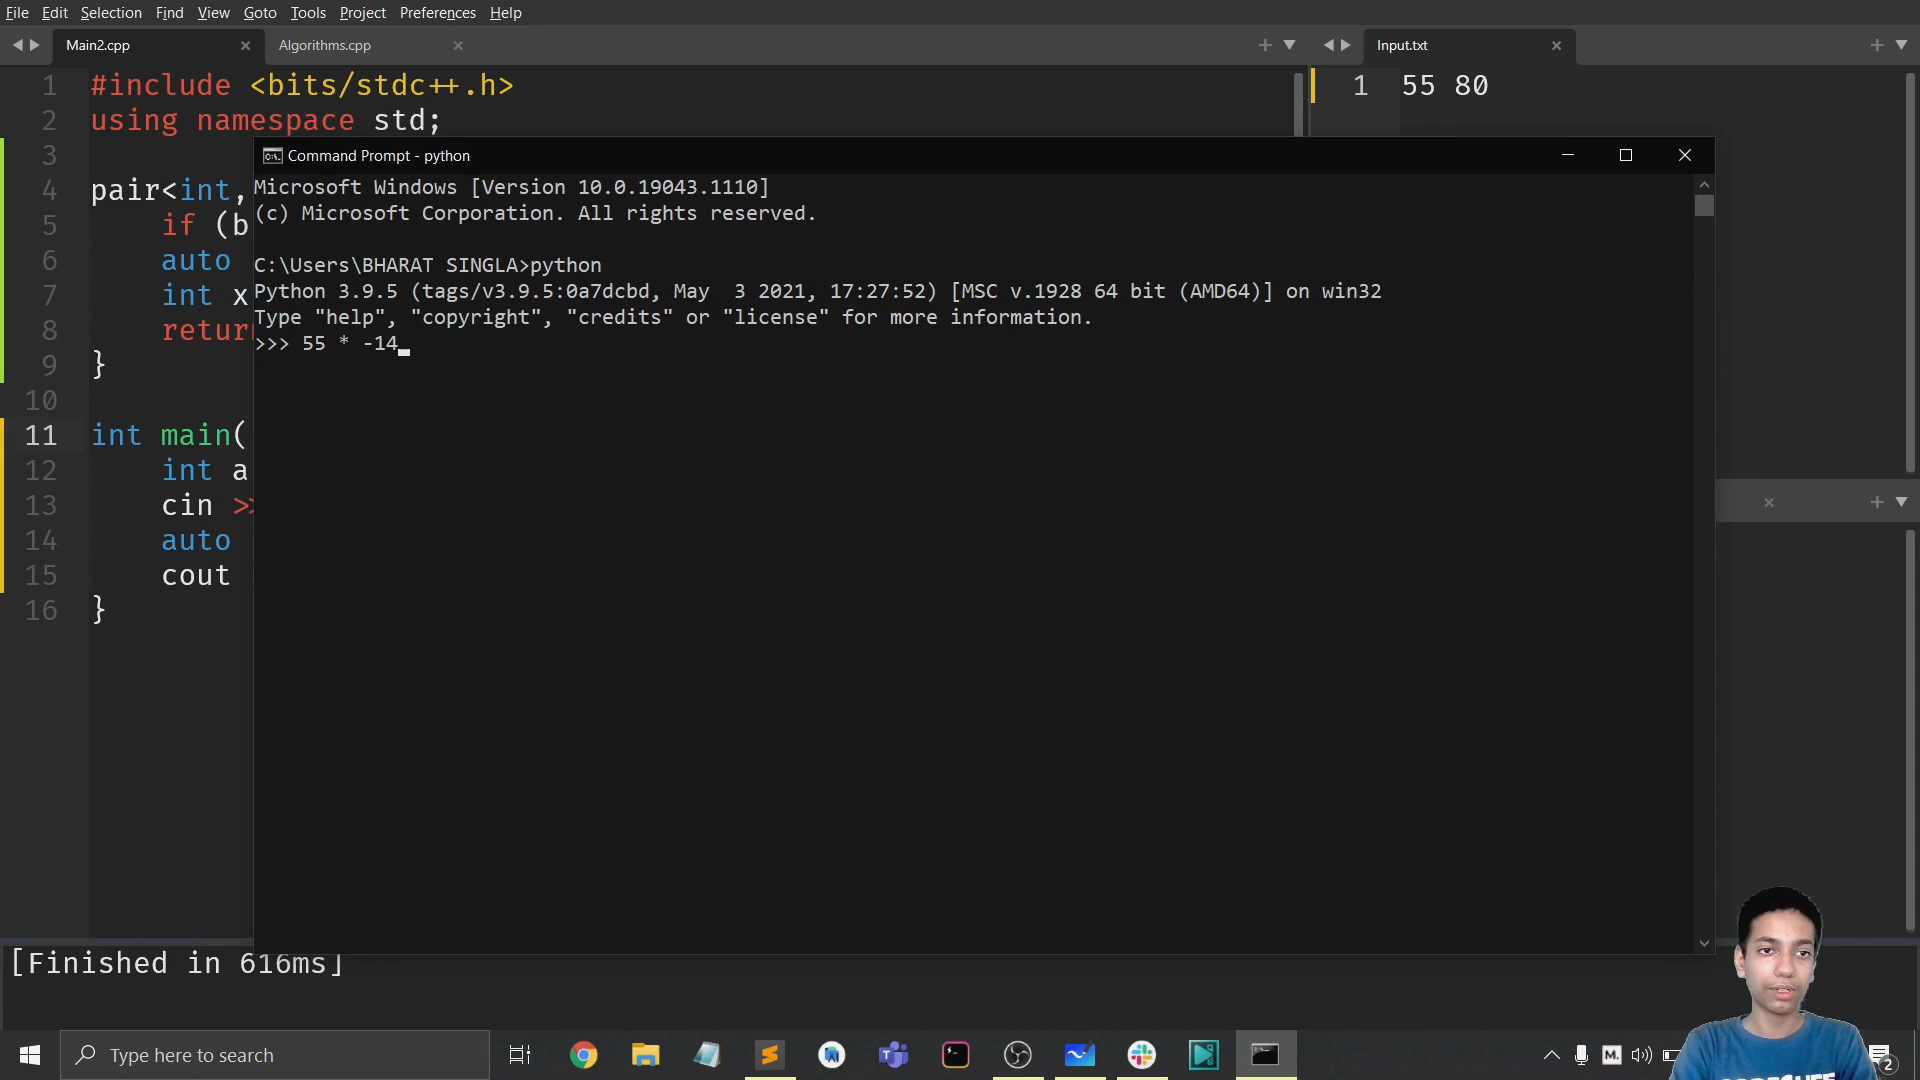 File Edit Selection Find View Goto Tools Project Preferences Help
Main2.cpp Algorithms.cpp Input.txt
1 #include <bits/stdc++.h>
2 using namespace std;
3
4 pair<int,
5 if (b
6 auto
7 int x
8 return
9 }
10
11 int main(
12 int a
13 cin >>
14 auto
15 cout
16 }
1 55 80
Command Prompt - python
Microsoft Windows [Version 10.0.19043.1110]
(c) Microsoft Corporation. All rights reserved.
C:\Users\BHARAT SINGLA>python
Python 3.9.5 (tags/v3.9.5:0a7dcbd, May  3 2021, 17:27:52) [MSC v.1928 64 bit (AMD64)] on win32
Type "help", "copyright", "credits" or "license" for more information.
>>> 55 * -14
[Finished in 616ms]
Type here to search
M.
2